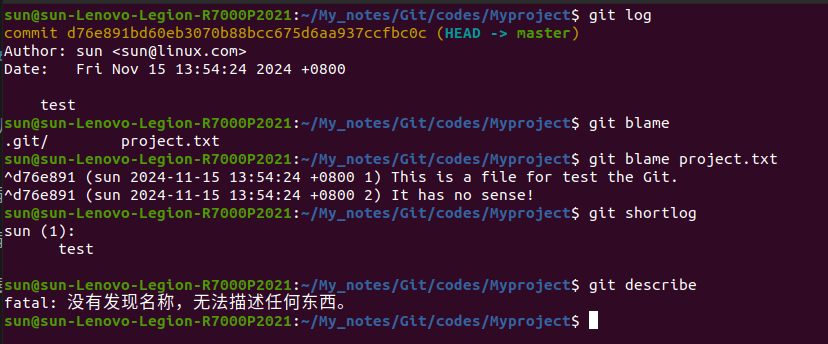 sun@sun-Lenovo-Legion-R7000P2021:~/My_notes/Git/codes/Myproject$ git log
commit d76e891bd60eb3070b88bcc675d6aa937ccfbc0c (HEAD -> master)
Author: sun <sun@linux.com>
Date:   Fri Nov 15 13:54:24 2024 +0800
    test
sun@sun-Lenovo-Legion-R7000P2021:~/My_notes/Git/codes/Myproject$ git blame
.git/        project.txt
sun@sun-Lenovo-Legion-R7000P2021:~/My_notes/Git/codes/Myproject$ git blame project.txt
^d76e891 (sun 2024-11-15 13:54:24 +0800 1) This is a file for test the Git.
^d76e891 (sun 2024-11-15 13:54:24 +0800 2) It has no sense!
sun@sun-Lenovo-Legion-R7000P2021:~/My_notes/Git/codes/Myproject$ git shortlog
sun (1):
      test
sun@sun-Lenovo-Legion-R7000P2021:~/My_notes/Git/codes/Myproject$ git describe
fatal: 没有发现名称，无法描述任何东西。
sun@sun-Lenovo-Legion-R7000P2021:~/My_notes/Git/codes/Myproject$